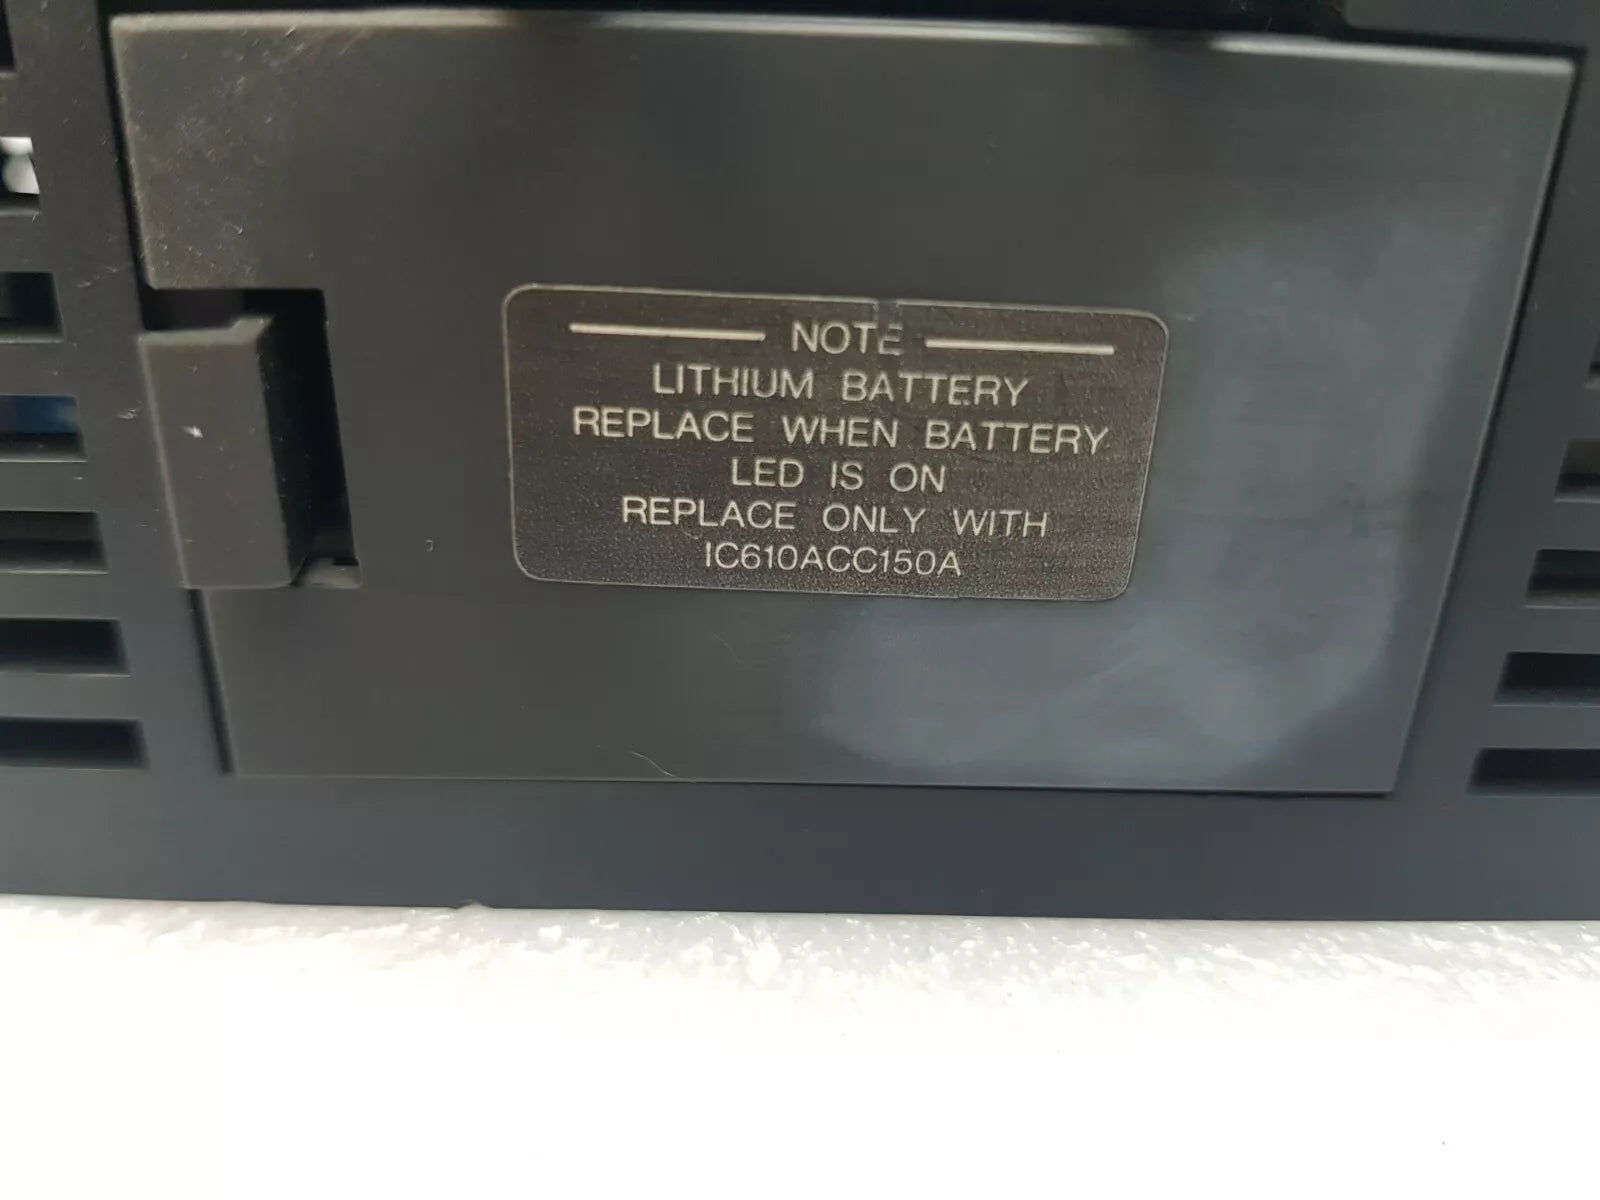 NOTE
LITHIUM BATTERY
REPLACE WHEN BATTERY
LED IS ON
REPLACE ONLY WITH
IC610ACC150A